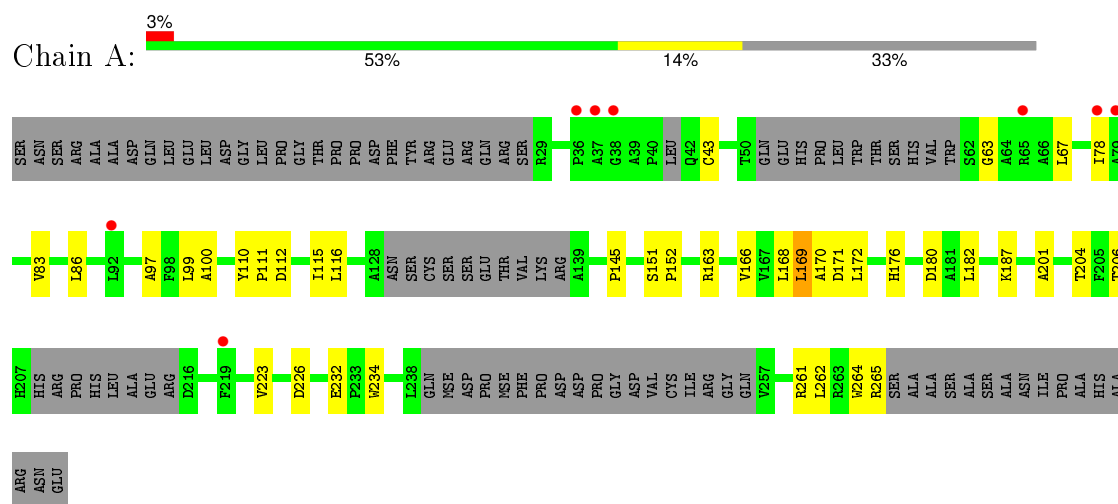 3%
Chain A:
53% 14% 33%
SER ASN SER ARG ALA ALA ASP GLN LEU GLU LEU ASP GLY LEU PRO GLY THR PRO PRO ASP PHE TYR ARG GLU ARG GLN ARG SER R29 P36 A37 G38 A39 P40 LEU Q42 C43 T50 GLN GLU HIS PRO LEU TRP THR SER HIS VAL TRP S62 G63 A64 R65 A66 L67 I78 A79
V83 L86 L92 A97 F98 L99 A100 Y110 P111 D112 I115 L116 A128 ASN SER CYS SER SER GLU THR VAL LYS ARG A139 P145 S151 P152 R163 V166 V167 L168 L169 A170 D171 L172 H176 D180 A181 L182 K187 A201 T204 F205 T206
H207 HIS ARG PRO HIS LEU ALA GLU ARG D216 F219 V223 D226 E232 P233 W234 L238 GLN MSE ASP PRO MSE PHE PRO ASP ASP PRO GLY ASP VAL CYS ILE ARG GLY GLN V257 R261 L262 R263 W264 R265 SER ALA ALA SER ALA SER ALA ASN ILE PRO ALA HIS ALA
ARG ASN GLU